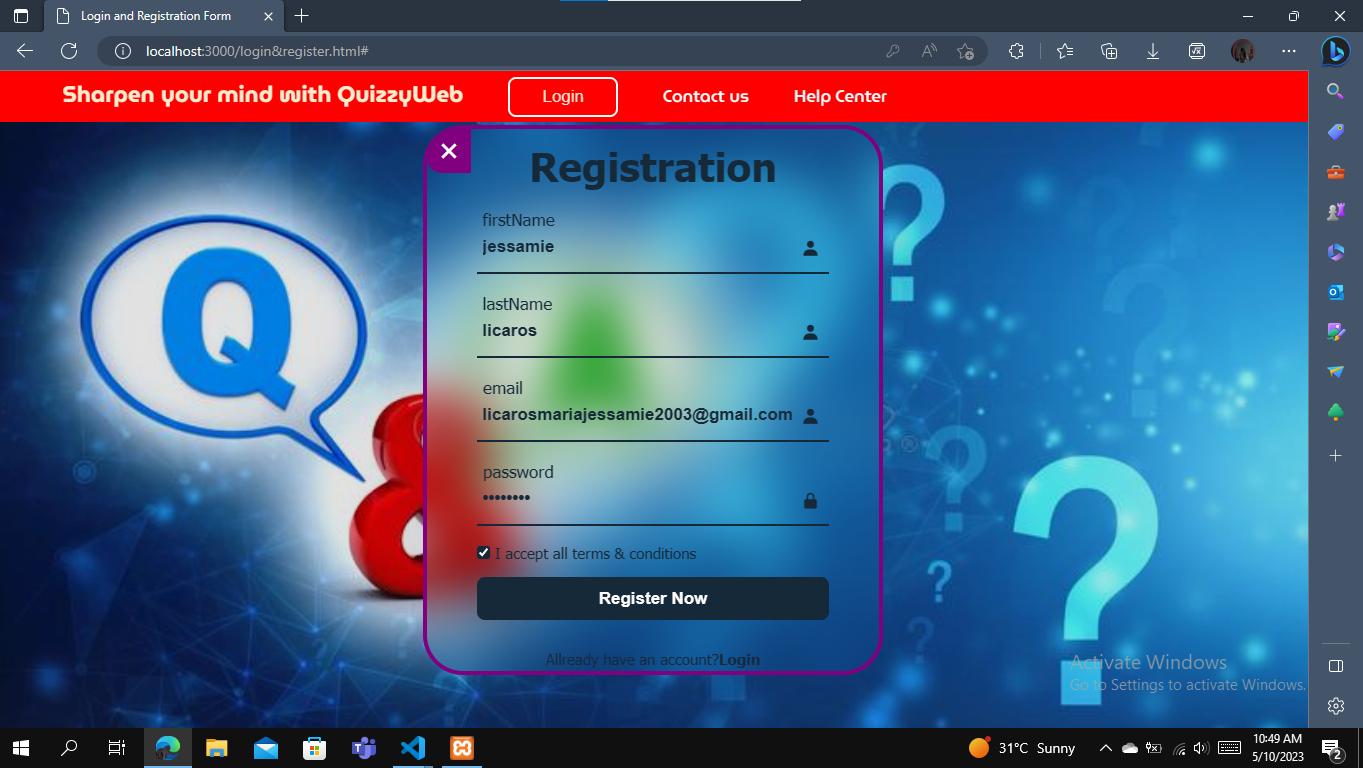 Login and Registration Form
localhost:3000/login&register.html#
Sharpen your mind with QuizzyWeb
Login
Contact us
Help Center
Registration
firstName
jessamie
lastName
licaros
email
licarosmariajessamie2003@gmail.com
password
••••••••
I accept all terms & conditions
Register Now
Allready have an account?Login
Q
&
A
?
?
?
?
Activate Windows
Go to Settings to activate Windows.
31°C Sunny
10:49 AM
5/10/2023
2